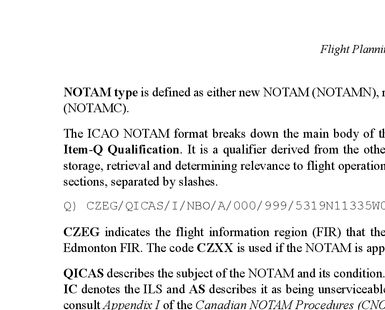 Flight Planni
NOTAM type is defined as either new NOTAM (NOTAMN), r
(NOTAMC).
The ICAO NOTAM format breaks down the main body of th
Item-Q Qualification. It is a qualifier derived from the othe
storage, retrieval and determining relevance to flight operation
sections, separated by slashes.
Q) CZEG/QICAS/I/NBO/A/000/999/5319N11335W0
CZEG indicates the flight information region (FIR) that the
Edmonton FIR. The code CZXX is used if the NOTAM is app
QICAS describes the subject of the NOTAM and its condition.
IC denotes the ILS and AS describes it as being unserviceable
consult Appendix I of the Canadian NOTAM Procedures (CNO